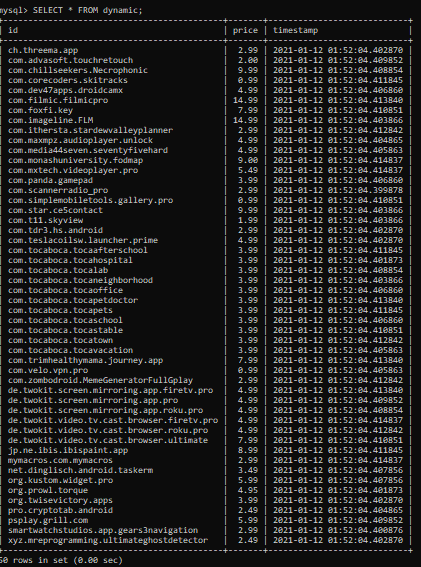 mysql> SELECT * FROM dynamic;
| id | price | timestamp |
| ch.threema.app | 2.99 | 2021-01-12 01:52:04.402870 |
| com.advasoft.touchretouch | 2.00 | 2021-01-12 01:52:04.409852 |
| com.chillseekers.Necrophonic | 9.99 | 2021-01-12 01:52:04.408854 |
| com.corecoders.skitracks | 0.99 | 2021-01-12 01:52:04.411845 |
| com.dev47apps.droidcamx | 4.99 | 2021-01-12 01:52:04.406860 |
| com.filmic.filmicpro | 14.99 | 2021-01-12 01:52:04.413840 |
| com.foxfi.key | 7.99 | 2021-01-12 01:52:04.410851 |
| com.imageline.FLM | 14.99 | 2021-01-12 01:52:04.403866 |
| com.ithersta.stardewvalleyplanner | 2.99 | 2021-01-12 01:52:04.412842 |
| com.maxmpz.audioplayer.unlock | 4.99 | 2021-01-12 01:52:04.404865 |
| com.media44seven.seventyfivehard | 4.99 | 2021-01-12 01:52:04.405863 |
| com.monashuniversity.fodmap | 9.00 | 2021-01-12 01:52:04.414837 |
| com.mxtech.videoplayer.pro | 5.49 | 2021-01-12 01:52:04.414837 |
| com.panda.gamepad | 3.99 | 2021-01-12 01:52:04.406860 |
| com.scannerradio_pro | 2.99 | 2021-01-12 01:52:04.399878 |
| com.simplemobiletools.gallery.pro | 0.99 | 2021-01-12 01:52:04.410851 |
| com.star.ce5contact | 9.99 | 2021-01-12 01:52:04.403866 |
| com.t11.skyview | 1.99 | 2021-01-12 01:52:04.403866 |
| com.tdr3.hs.android | 2.99 | 2021-01-12 01:52:04.402870 |
| com.teslacoilsw.launcher.prime | 4.99 | 2021-01-12 01:52:04.402870 |
| com.tocaboca.tocaafterschool | 3.99 | 2021-01-12 01:52:04.411845 |
| com.tocaboca.tocahospital | 3.99 | 2021-01-12 01:52:04.401873 |
| com.tocaboca.tocalab | 3.99 | 2021-01-12 01:52:04.408854 |
| com.tocaboca.tocaneighborhood | 3.99 | 2021-01-12 01:52:04.403866 |
| com.tocaboca.tocaoffice | 3.99 | 2021-01-12 01:52:04.406860 |
| com.tocaboca.tocapetdoctor | 3.99 | 2021-01-12 01:52:04.413840 |
| com.tocaboca.tocapets | 3.99 | 2021-01-12 01:52:04.411845 |
| com.tocaboca.tocaschool | 3.99 | 2021-01-12 01:52:04.406860 |
| com.tocaboca.tocastable | 3.99 | 2021-01-12 01:52:04.410851 |
| com.tocaboca.tocatown | 3.99 | 2021-01-12 01:52:04.412842 |
| com.tocaboca.tocavacation | 3.99 | 2021-01-12 01:52:04.405863 |
| com.trimhealthymama.journey.app | 7.99 | 2021-01-12 01:52:04.413840 |
| com.velo.vpn.pro | 0.99 | 2021-01-12 01:52:04.405863 |
| com.zombodroid.MemeGeneratorFullGplay | 2.99 | 2021-01-12 01:52:04.412842 |
| de.twokit.screen.mirroring.app.firetv.pro | 4.99 | 2021-01-12 01:52:04.413840 |
| de.twokit.screen.mirroring.app.pro | 4.99 | 2021-01-12 01:52:04.409852 |
| de.twokit.screen.mirroring.app.roku.pro | 4.99 | 2021-01-12 01:52:04.408854 |
| de.twokit.video.tv.cast.browser.firetv.pro | 4.99 | 2021-01-12 01:52:04.414837 |
| de.twokit.video.tv.cast.browser.roku.pro | 4.99 | 2021-01-12 01:52:04.412842 |
| de.twokit.video.tv.cast.browser.ultimate | 7.99 | 2021-01-12 01:52:04.410851 |
| jp.ne.ibis.ibispaint.app | 8.99 | 2021-01-12 01:52:04.411845 |
| mymacros.com.mymacros | 2.99 | 2021-01-12 01:52:04.414837 |
| net.dinglisch.android.taskerm | 3.49 | 2021-01-12 01:52:04.407856 |
| org.kustom.widget.pro | 5.99 | 2021-01-12 01:52:04.407856 |
| org.prowl.torque | 4.95 | 2021-01-12 01:52:04.401873 |
| org.twisevictory.apps | 3.99 | 2021-01-12 01:52:04.402870 |
| pro.cryptotab.android | 2.49 | 2021-01-12 01:52:04.404865 |
| psplay.grill.com | 5.99 | 2021-01-12 01:52:04.409852 |
| smartwatchstudios.app.gears3navigation | 2.99 | 2021-01-12 01:52:04.400876 |
| xyz.mreprogramming.ultimateghostdetector | 2.49 | 2021-01-12 01:52:04.402870 |
50 rows in set (0.00 sec)